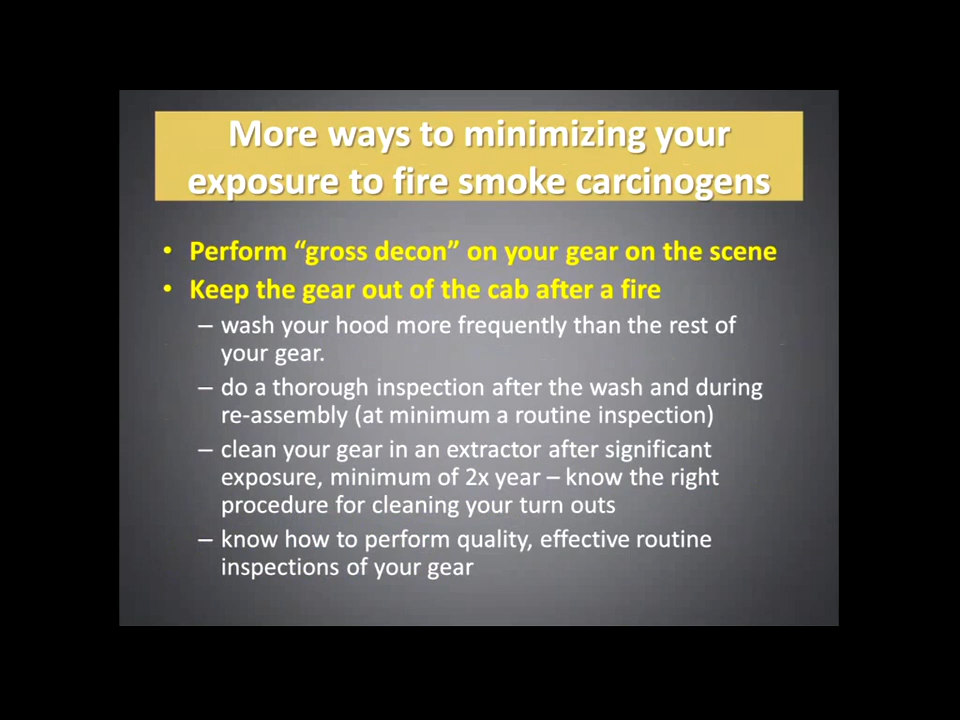 More ways to minimizing your
exposure to fire smoke carcinogens
• Perform “gross decon” on your gear on the scene
• Keep the gear out of the cab after a fire
– wash your hood more frequently than the rest of
your gear.
– do a thorough inspection after the wash and during
re-assembly (at minimum a routine inspection)
– clean your gear in an extractor after significant
exposure, minimum of 2x year – know the right
procedure for cleaning your turn outs
– know how to perform quality, effective routine
inspections of your gear